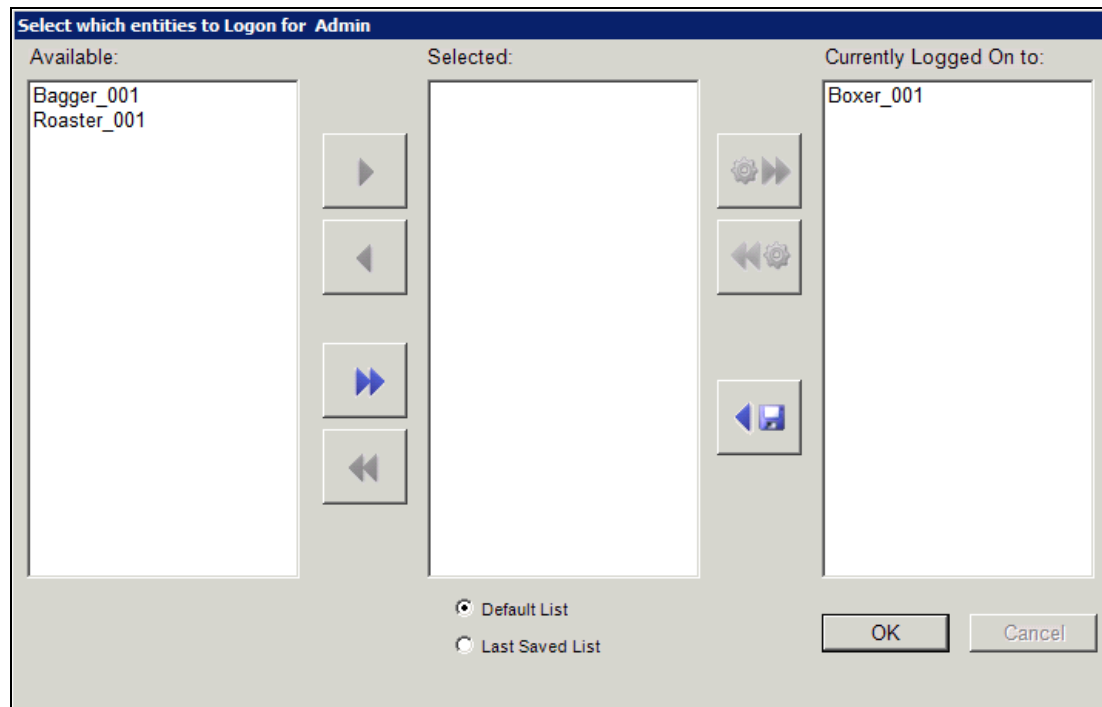 Select which entities to Logon for Admin
Available:
Selected:
Currently Logged On to:
Bagger_001
Roaster_001
Boxer_001
Default List
Last Saved List
OK
Cancel